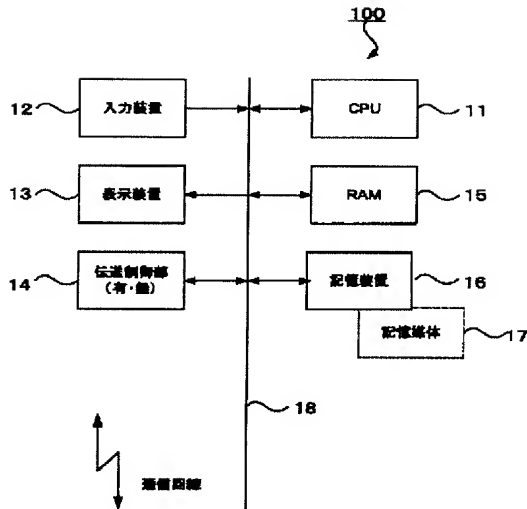 100
12
入力装置
CPU
11
13
表示装置
RAM
15
14
伝送制御部
(有・無)
記憶装置
16
記憶媒体
17
18
通信回線